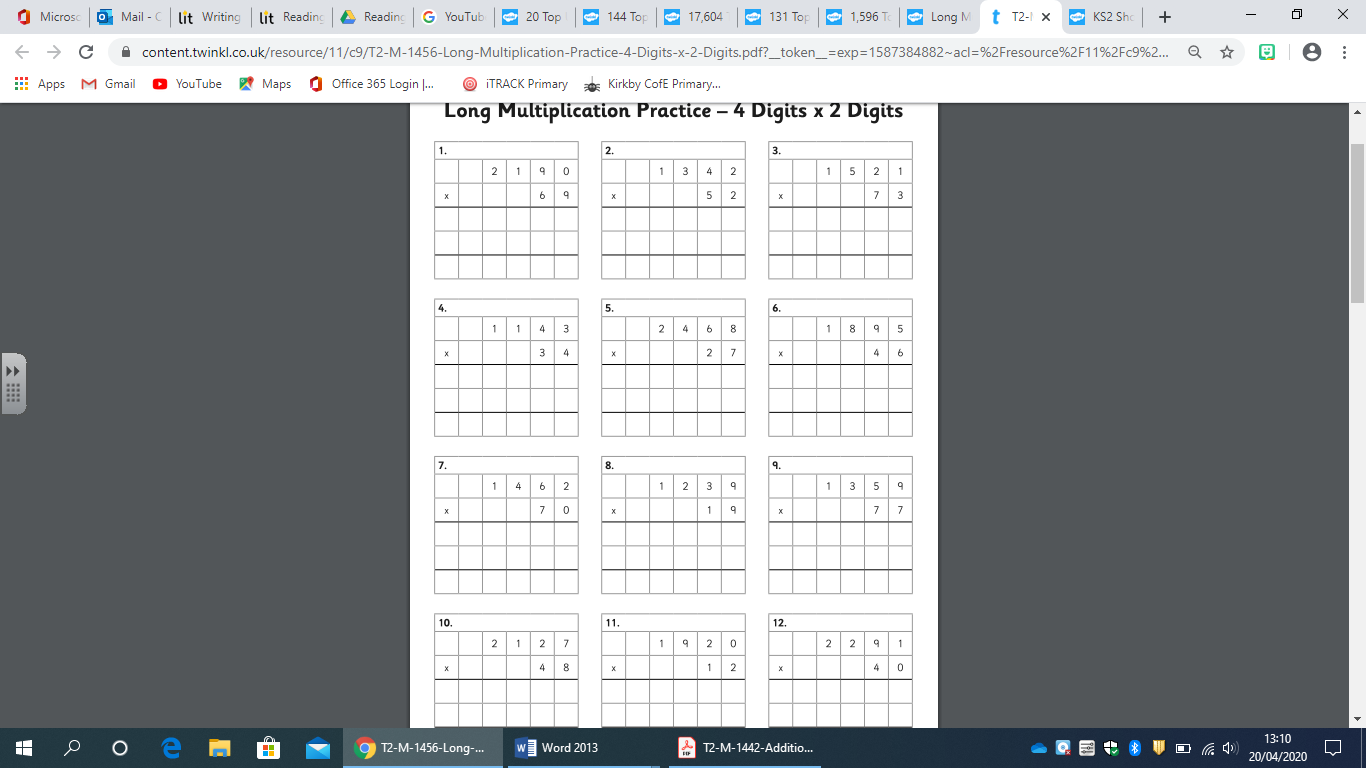 Microsc
Mail - C
lit Writing
lit Reading
Reading
YouTub
20 Top
144 Top
17,604
131 Top
1,596 T
Long M
T2-M
KS2 Sho
content.twinkl.co.uk/resource/11/c9/T2-M-1456-Long-Multiplication-Practice-4-Digits-x-2-Digits.pdf?__token__=exp=1587384882~acl=%2Fresource%2F11%2Fc9%2...
Apps Gmail YouTube Maps Office 365 Login |... iTRACK Primary Kirkby CofE Primary...
Long Multiplication Practice – 4 Digits x 2 Digits
1. 2. 3.
2 1 9 0 1 3 4 2 1 5 2 1
x 6 9 x 5 2 x 7 3
4. 5. 6.
1 1 4 3 2 4 6 8 1 8 9 5
x 3 4 x 2 7 x 4 6
7. 8. 9.
1 4 6 2 1 2 3 9 1 3 5 9
x 7 0 x 1 9 x 7 7
10. 11. 12.
2 1 2 7 1 9 2 0 2 2 9 1
x 4 8 x 1 2 x 4 0
T2-M-1456-Long-... Word 2013 T2-M-1442-Additio...
13:10
20/04/2020